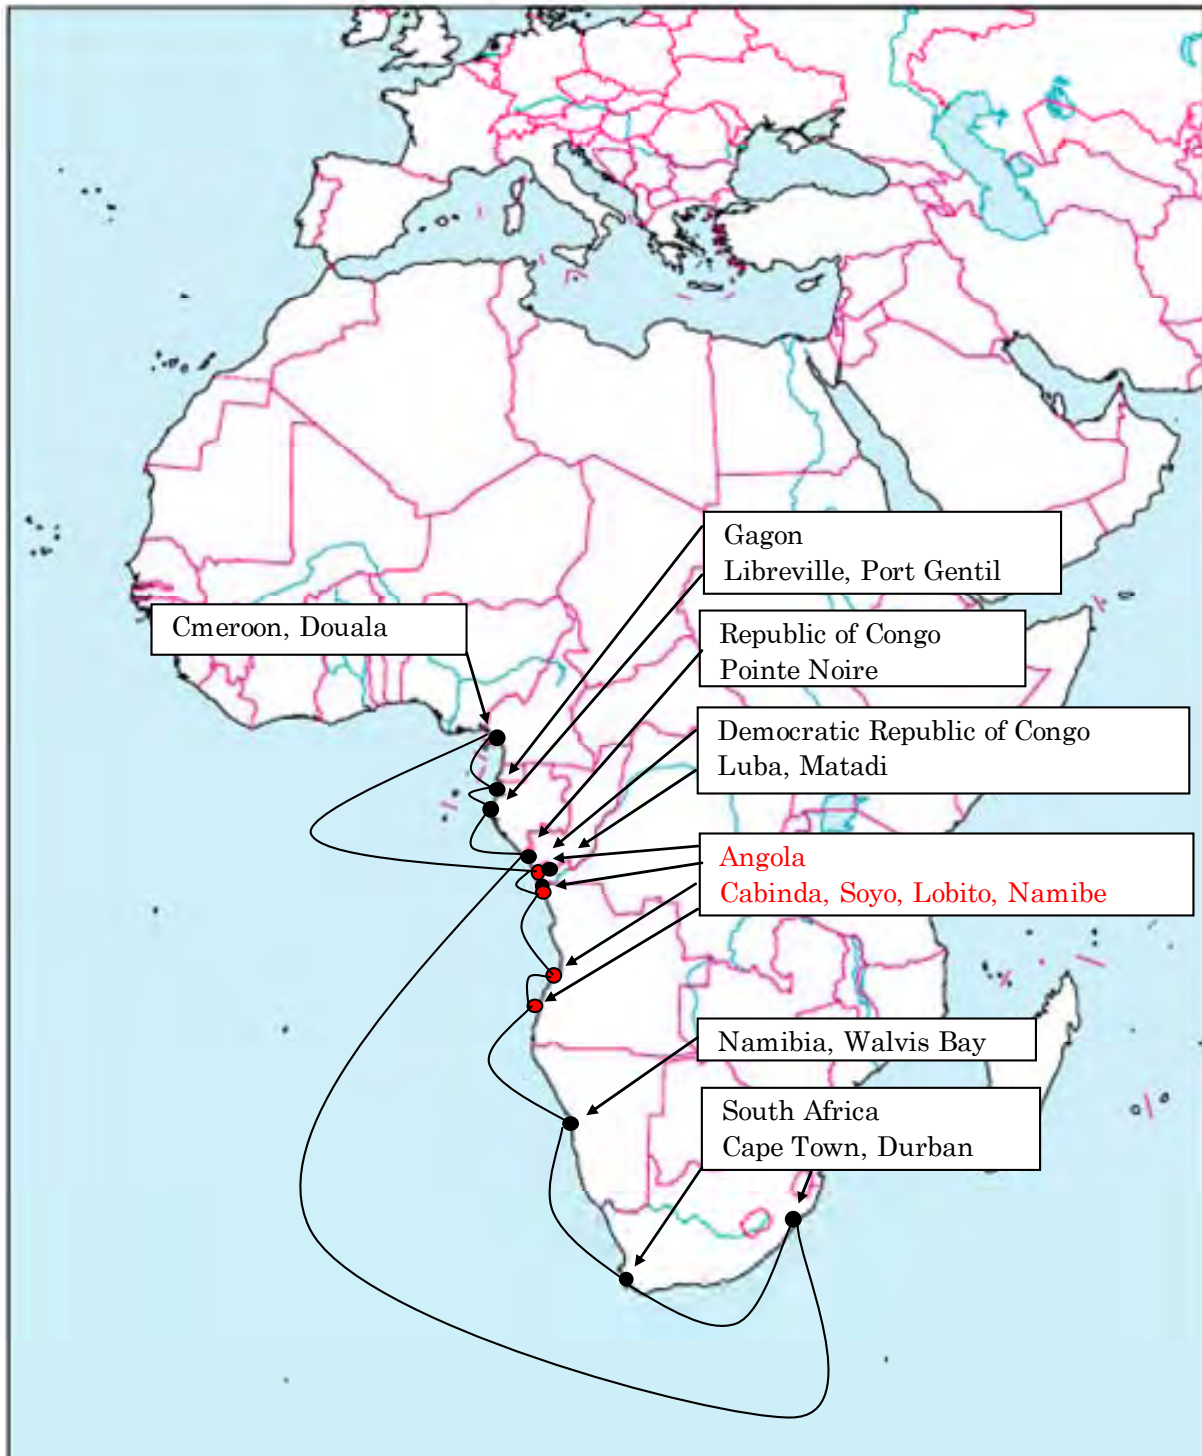 Gagon
Libreville, Port Gentil
Cmeroon, Douala
Republic of Congo
Pointe Noire
Democratic Republic of Congo
Luba, Matadi
Angola
Cabinda, Soyo, Lobito, Namibe
Namibia, Walvis Bay
South Africa
Cape Town, Durban